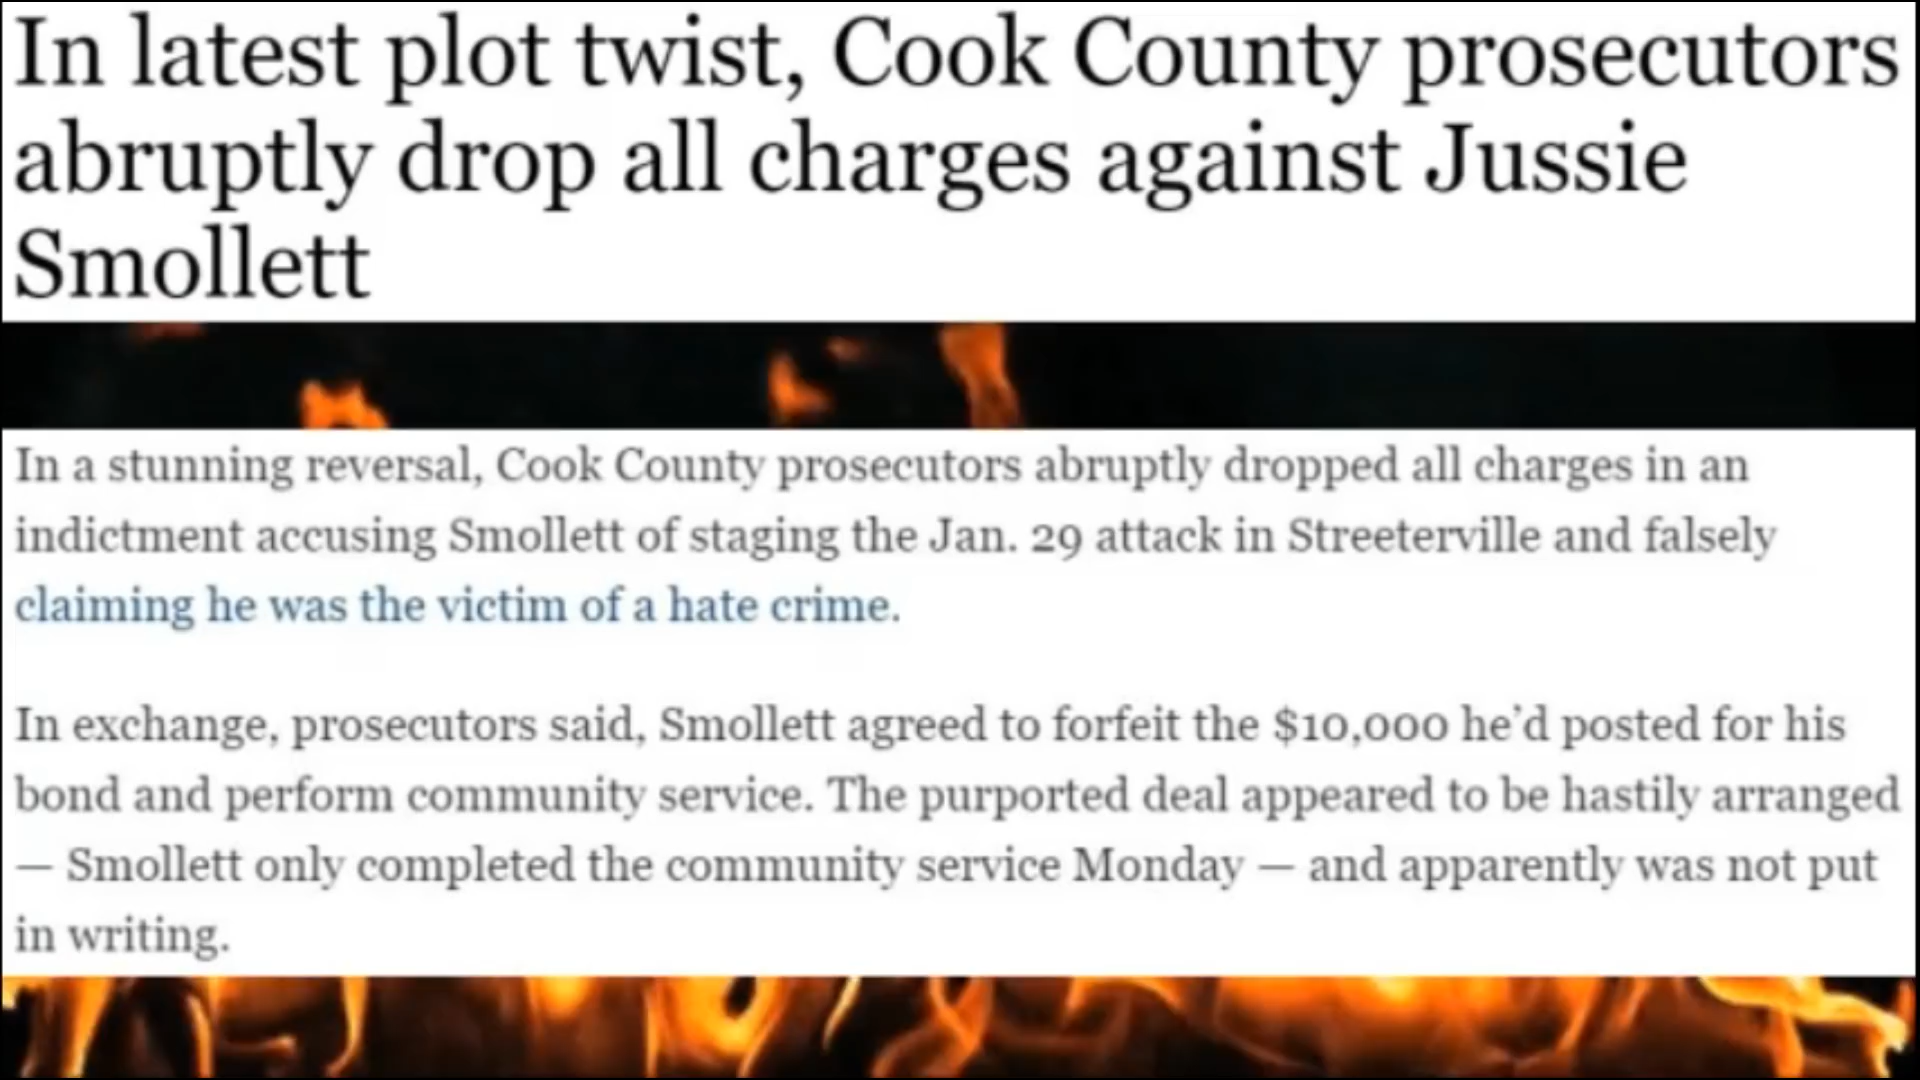 In latest plot twist, Cook County prosecutors
abruptly drop all charges against Jussie
Smollett
In a stunning reversal, Cook County prosecutors abruptly dropped all charges in an
indictment accusing Smollett of staging the Jan. 29 attack in Streeterville and falsely
claiming he was the victim of a hate crime.
In exchange, prosecutors said, Smollett agreed to forfeit the $10,000 he’d posted for his
bond and perform community service. The purported deal appeared to be hastily arranged
— Smollett only completed the community service Monday — and apparently was not put
in writing.